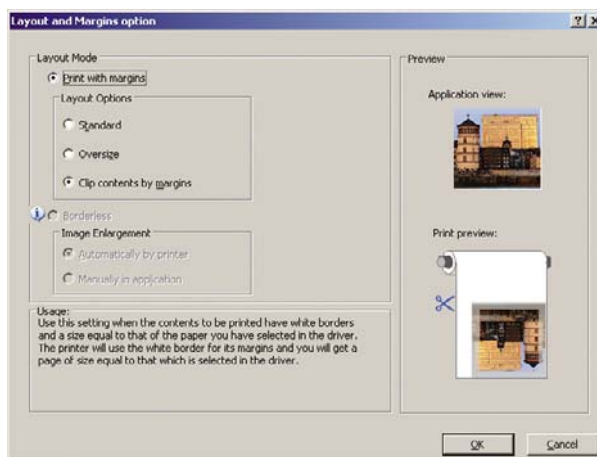 Layout and Margins option
Layout Mode
Print with margins
Layout Options
Standard
Oversize
Clip contents by margins
Borderless
Image Enlargement
Automatically by printer
Manually in application
Usage:
Use this setting when the contents to be printed have white borders
and a size equal to that of the paper you have selected in the driver.
The printer will use the white border for its margins and you will get a
page of size equal to that which is selected in the driver.
Preview
Application view:
Print preview:
OK
Cancel